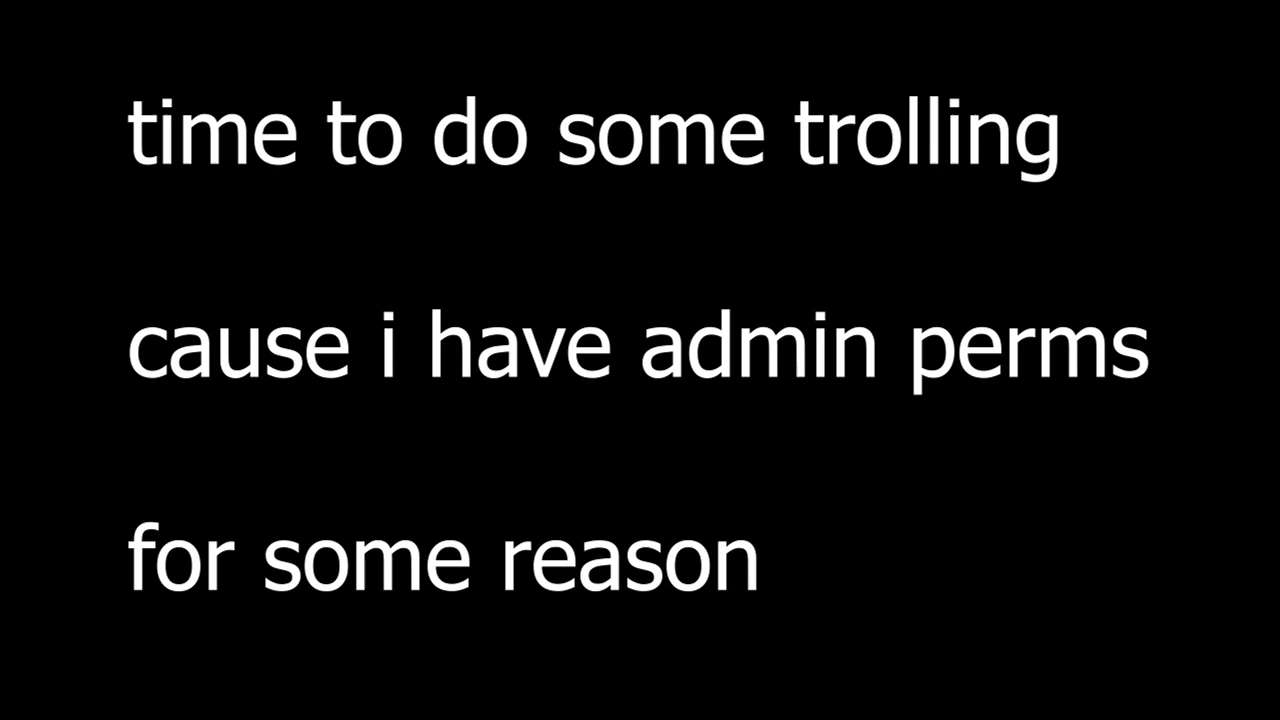 time to do some trolling
cause i have admin perms
for some reason